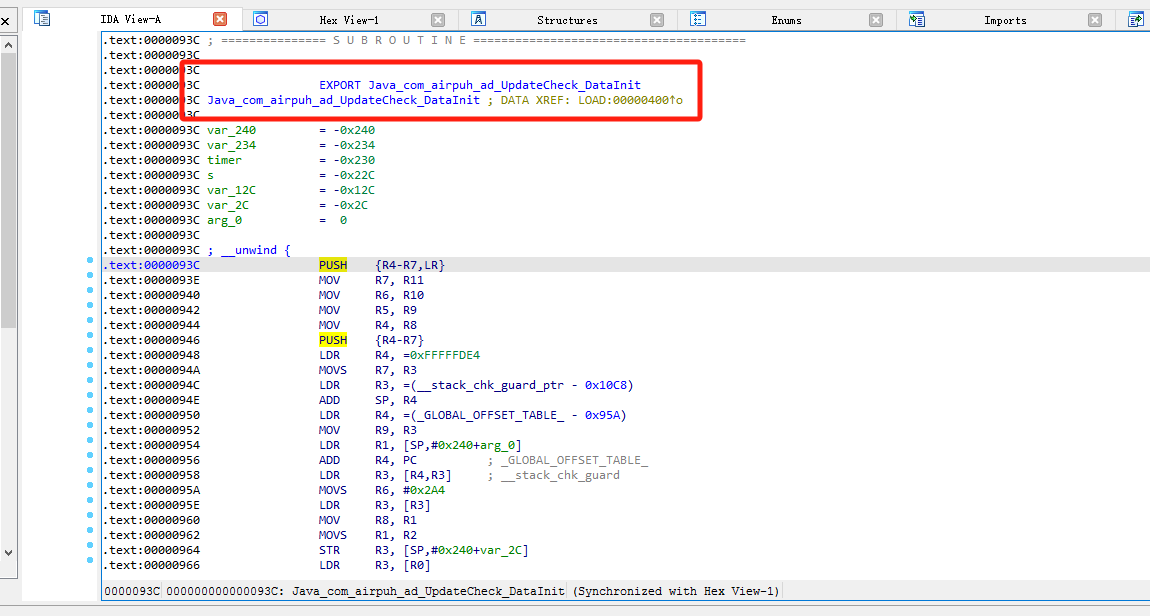 IDA View-A Hex View-1 Structures Enums Imports
.text:0000093C ; =============== S U B R O U T I N E =======================================
.text:0000093C
.text:0000093C
.text:0000093C EXPORT Java_com_airpuh_ad_UpdateCheck_DataInit
.text:0000093C Java_com_airpuh_ad_UpdateCheck_DataInit ; DATA XREF: LOAD:00000400↑o
.text:0000093C
.text:0000093C var_240 = -0x240
.text:0000093C var_234 = -0x234
.text:0000093C timer = -0x230
.text:0000093C s = -0x22C
.text:0000093C var_12C = -0x12C
.text:0000093C var_2C = -0x2C
.text:0000093C arg_0 = 0
.text:0000093C
.text:0000093C ; __unwind {
.text:0000093C PUSH {R4-R7,LR}
.text:0000093E MOV R7, R11
.text:00000940 MOV R6, R10
.text:00000942 MOV R5, R9
.text:00000944 MOV R4, R8
.text:00000946 PUSH {R4-R7}
.text:00000948 LDR R4, =0xFFFFFDE4
.text:0000094A MOVS R7, R3
.text:0000094C LDR R3, =(__stack_chk_guard_ptr - 0x10C8)
.text:0000094E ADD SP, R4
.text:00000950 LDR R4, =(_GLOBAL_OFFSET_TABLE_ - 0x95A)
.text:00000952 MOV R9, R3
.text:00000954 LDR R1, [SP,#0x240+arg_0]
.text:00000956 ADD R4, PC ; _GLOBAL_OFFSET_TABLE_
.text:00000958 LDR R3, [R4,R3] ; __stack_chk_guard
.text:0000095A MOVS R6, #0x2A4
.text:0000095E LDR R3, [R3]
.text:00000960 MOV R8, R1
.text:00000962 MOVS R1, R2
.text:00000964 STR R3, [SP,#0x240+var_2C]
.text:00000966 LDR R3, [R0]
0000093C 000000000000093C: Java_com_airpuh_ad_UpdateCheck_DataInit (Synchronized with Hex View-1)